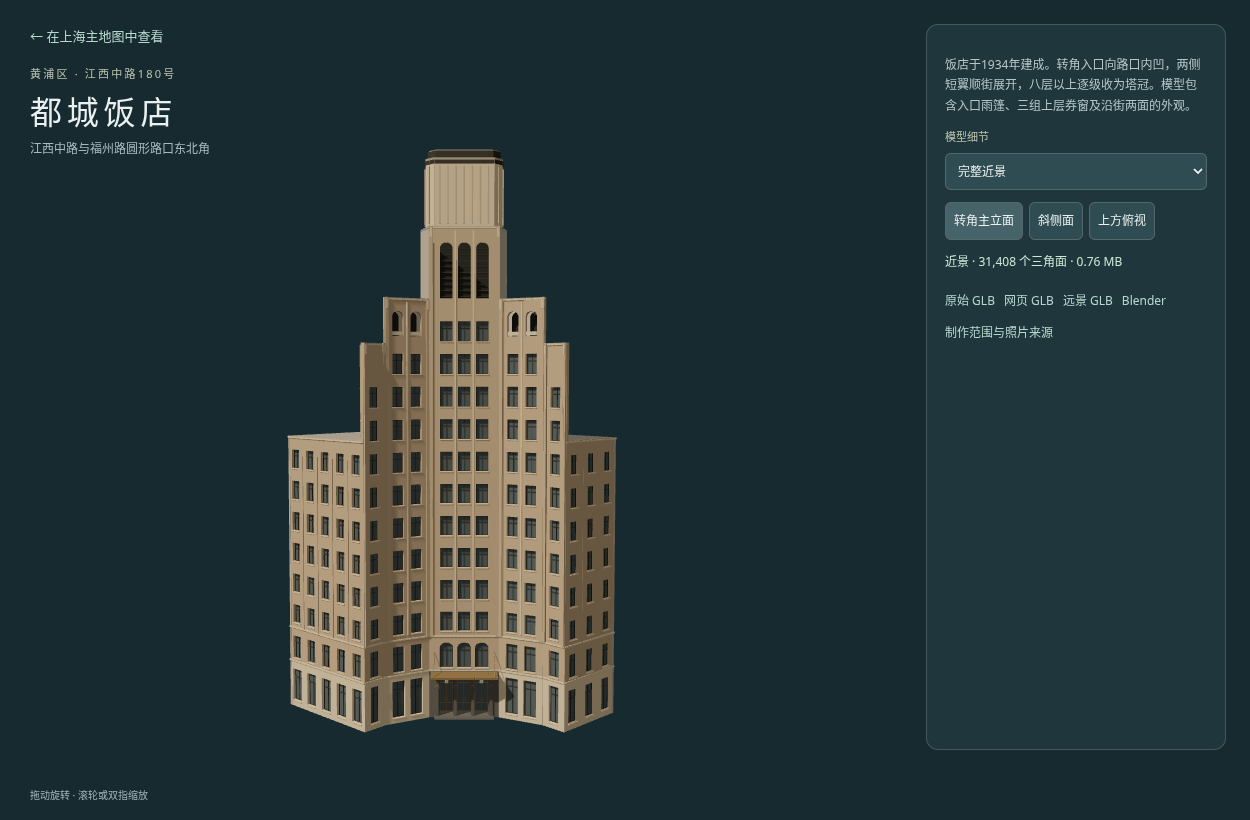 ← 在上海主地图中查看
黄浦区 · 江西中路180号
都城饭店
江西中路与福州路圆形路口东北角
饭店于1934年建成。转角入口向路口内凹，两侧
短翼顺街展开，八层以上逐级收为塔冠。模型包
含入口雨篷、三组上层券窗及沿街两面的外观。
模型细节
完整近景
转角主立面 斜侧面 上方俯视
近景 · 31,408 个三角面 · 0.76 MB
原始 GLB 网页 GLB 远景 GLB Blender
制作范围与照片来源
拖动旋转 · 滚轮或双指缩放